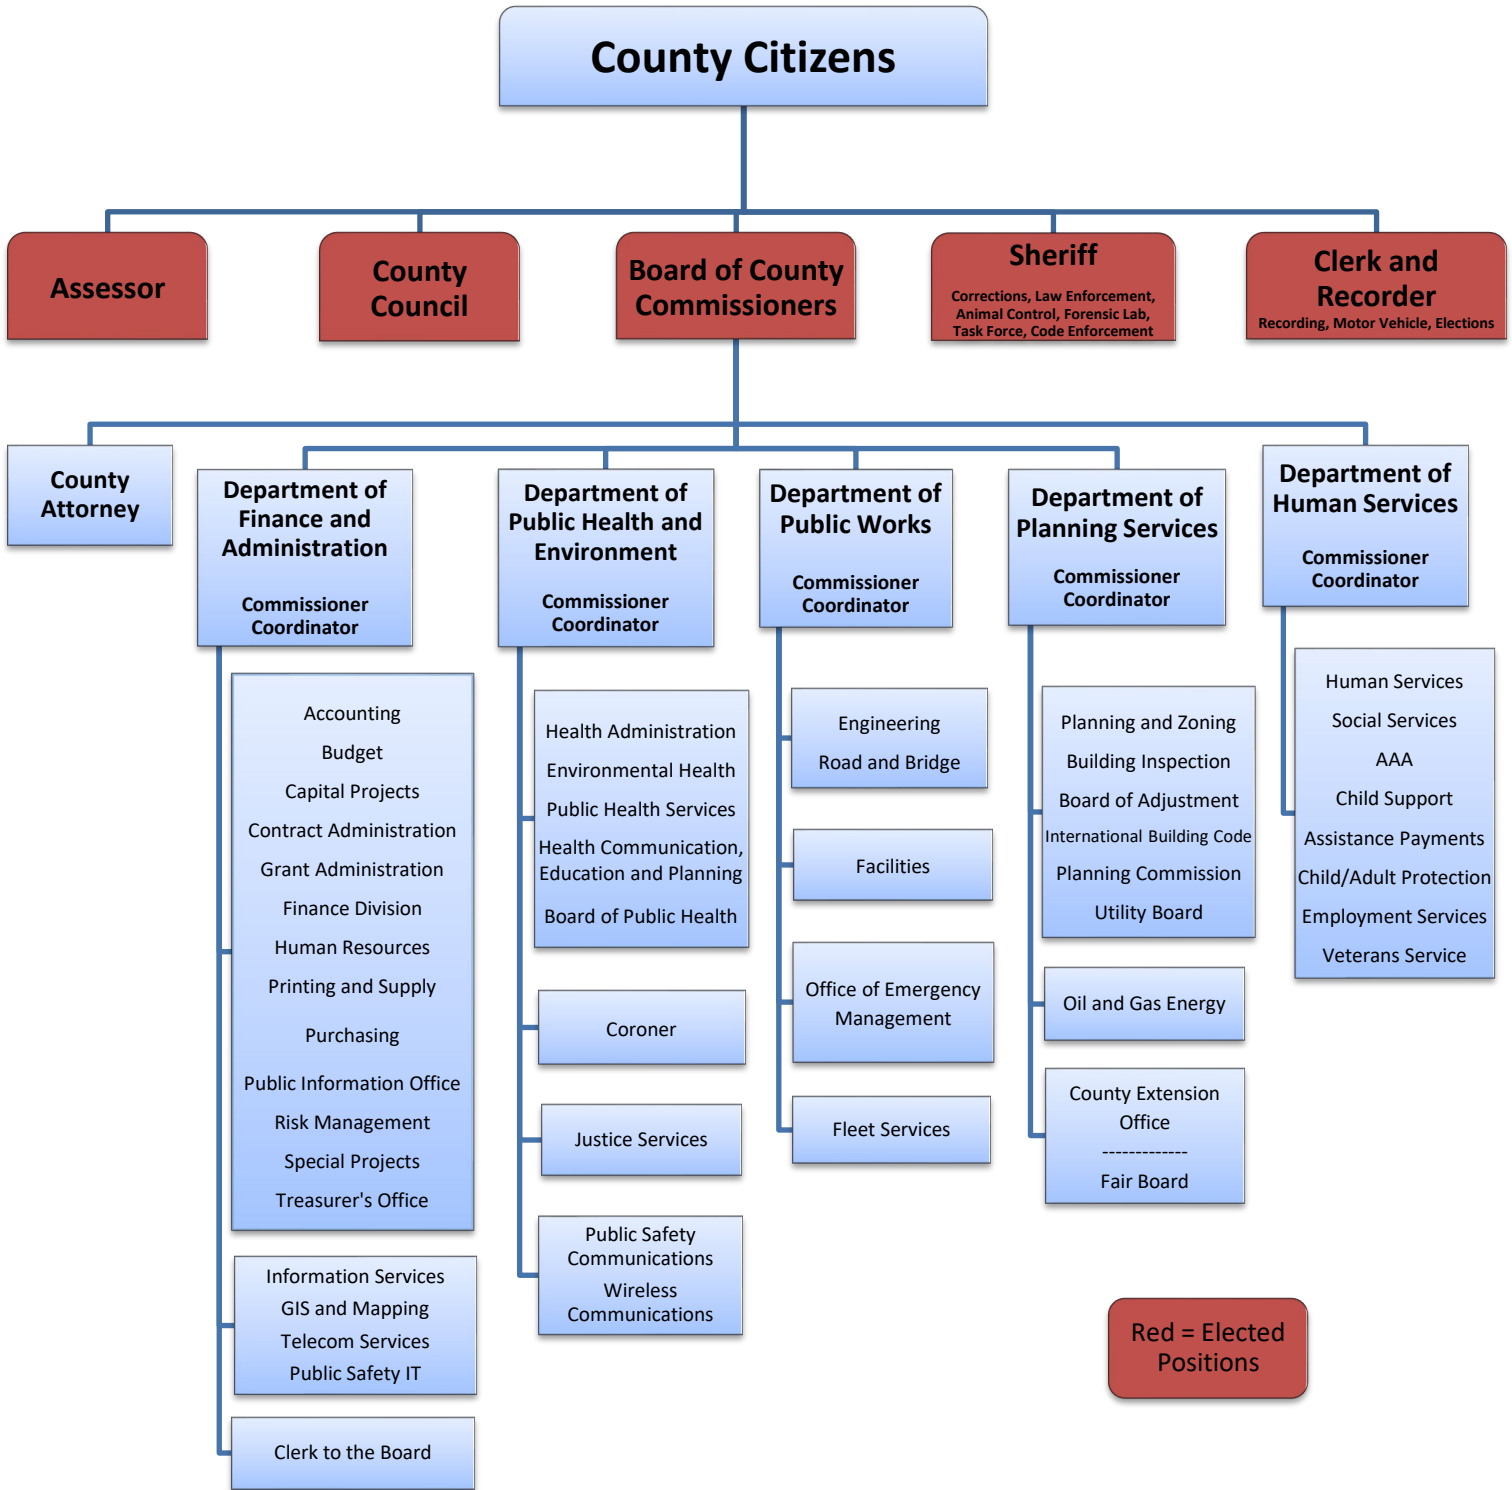 County Citizens
Assessor
County
Council
Board of County
Commissioners
Sheriff
Corrections, Law Enforcement,
Animal Control, Forensic Lab,
Task Force, Code Enforcement
Clerk and
Recorder
Recording, Motor Vehicle, Elections
County
Attorney
Department of
Finance and
Administration
Commissioner
Coordinator
Accounting
Budget
Capital Projects
Contract Administration
Grant Administration
Finance Division
Human Resources
Printing and Supply
Purchasing
Public Information Office
Risk Management
Special Projects
Treasurer's Office
Information Services
GIS and Mapping
Telecom Services
Public Safety IT
Clerk to the Board
Department of
Public Health and
Environment
Commissioner
Coordinator
Health Administration
Environmental Health
Public Health Services
Health Communication,
Education and Planning
Board of Public Health
Coroner
Justice Services
Public Safety
Communications
Wireless
Communications
Department of
Public Works
Commissioner
Coordinator
Engineering
Road and Bridge
Facilities
Office of Emergency
Management
Fleet Services
Department of
Planning Services
Commissioner
Coordinator
Planning and Zoning
Building Inspection
Board of Adjustment
International Building Code
Planning Commission
Utility Board
Oil and Gas Energy
County Extension
Office
-------------
Fair Board
Department of
Human Services
Commissioner
Coordinator
Human Services
Social Services
AAA
Child Support
Assistance Payments
Child/Adult Protection
Employment Services
Veterans Service
Red = Elected
Positions